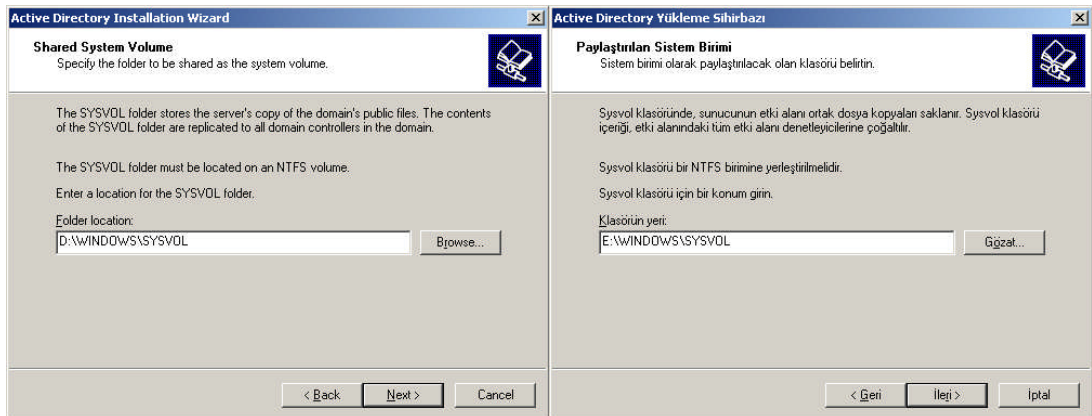 Active Directory Installation Wizard
Shared System Volume
Specify the folder to be shared as the system volume.
The SYSVOL folder stores the server's copy of the domain's public files. The contents
of the SYSVOL folder are replicated to all domain controllers in the domain.
The SYSVOL folder must be located on an NTFS volume.
Enter a location for the SYSVOL folder.
Folder location:
D:\WINDOWS\SYSVOL
Browse...
< Back
Next >
Cancel
Active Directory Yükleme Sihirbazı
Paylaştırılan Sistem Birimi
Sistem birimi olarak paylaştırılacak olan klasörü belirtin.
Sysvol klasöründe, sunucunun etki alanı ortak dosya kopyaları saklanır. Sysvol klasörü
içeriği, etki alanındaki tüm etki alanı denetleyicilerine çoğaltılır.
Sysvol klasörü bir NTFS birimine yerleştirilmelidir.
Sysvol klasörü için bir konum girin.
Klasörün yeri:
E:\WINDOWS\SYSVOL
Gözat...
< Geri
İleri >
İptal